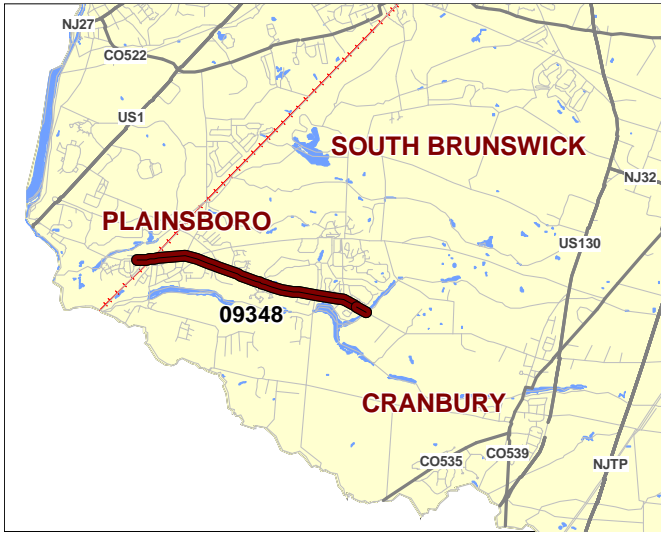 NJ27
CO522
US1
SOUTH BRUNSWICK
NJ32
PLAINSBORO
US130
09348
CRANBURY
CO535
CO539
NJTP